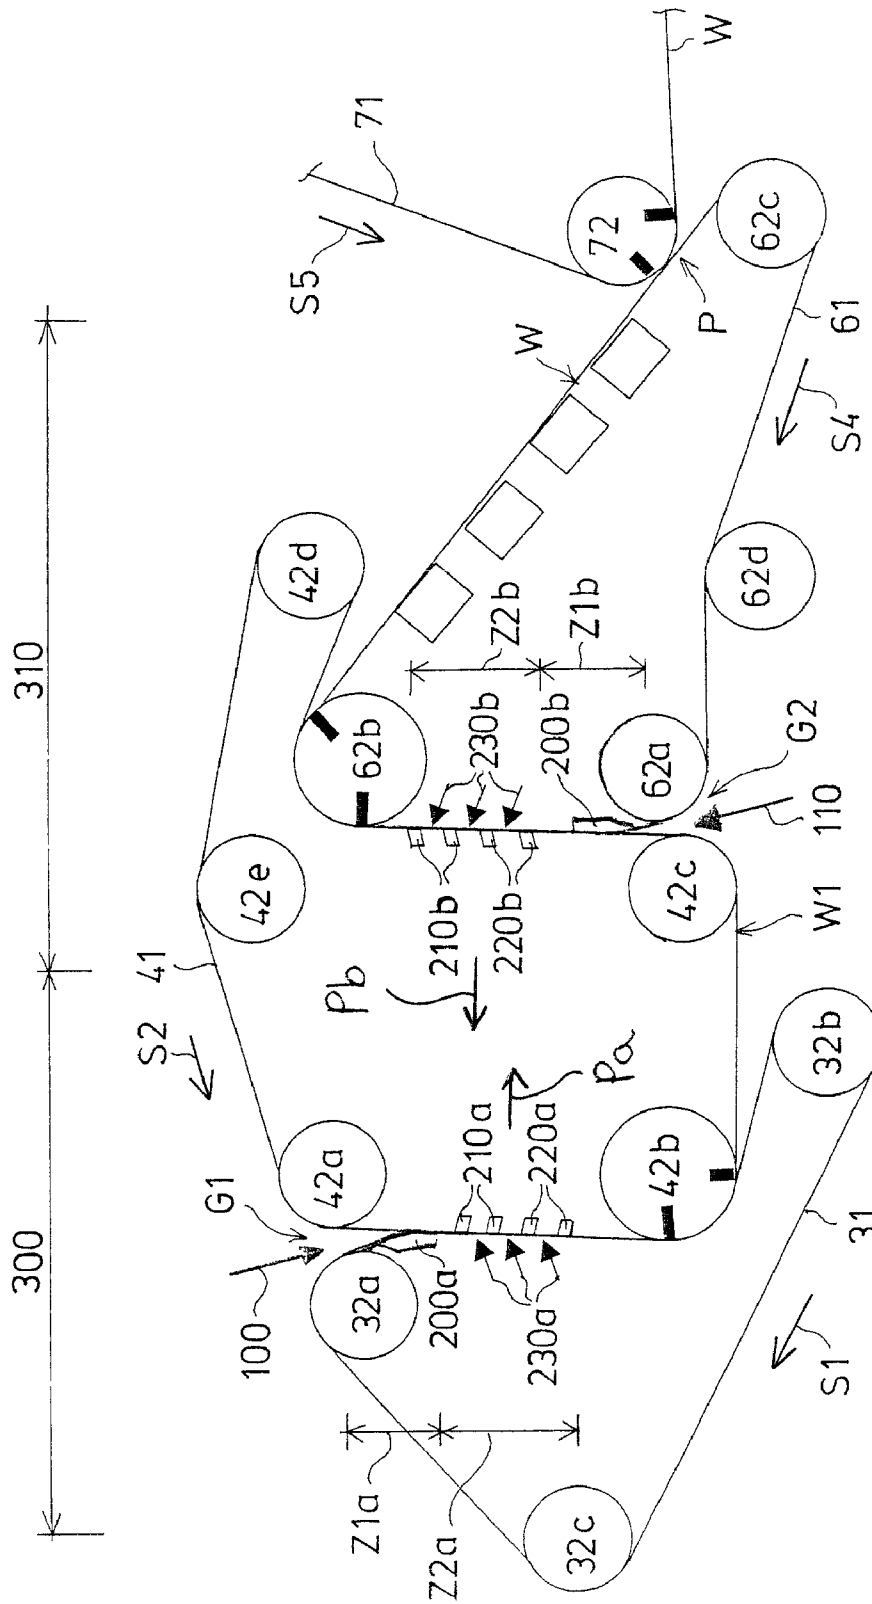 300
310
S2
41
42e
42d
S5
71
W
72
62c
P
61
S4
W
62b
Z2b
Z1b
230b
200b
62a
62d
G2
110
42c
W1
210b
220b
Pb
Pa
42a
G1
100
32a
200a
210a
220a
230a
42b
32b
31
S1
Z1a
Z2a
32c